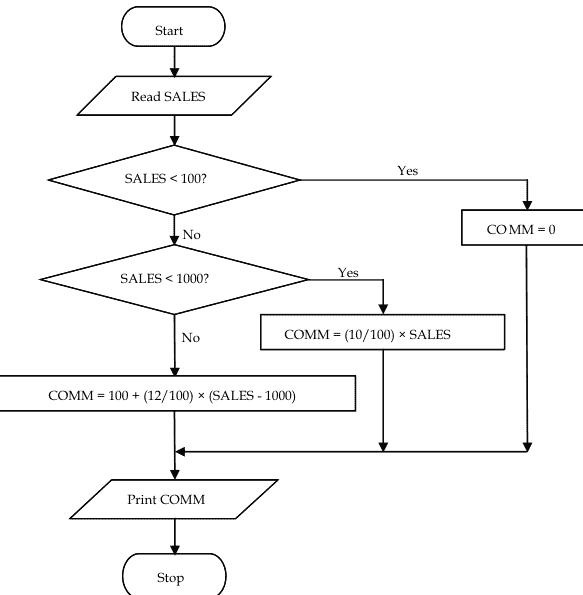 Start
Read SALES
SALES < 100?
Yes
COMM = 0
No
SALES < 1000?
Yes
COMM = (10/100) × SALES
No
COMM = 100 + (12/100) × (SALES - 1000)
Print COMM
Stop